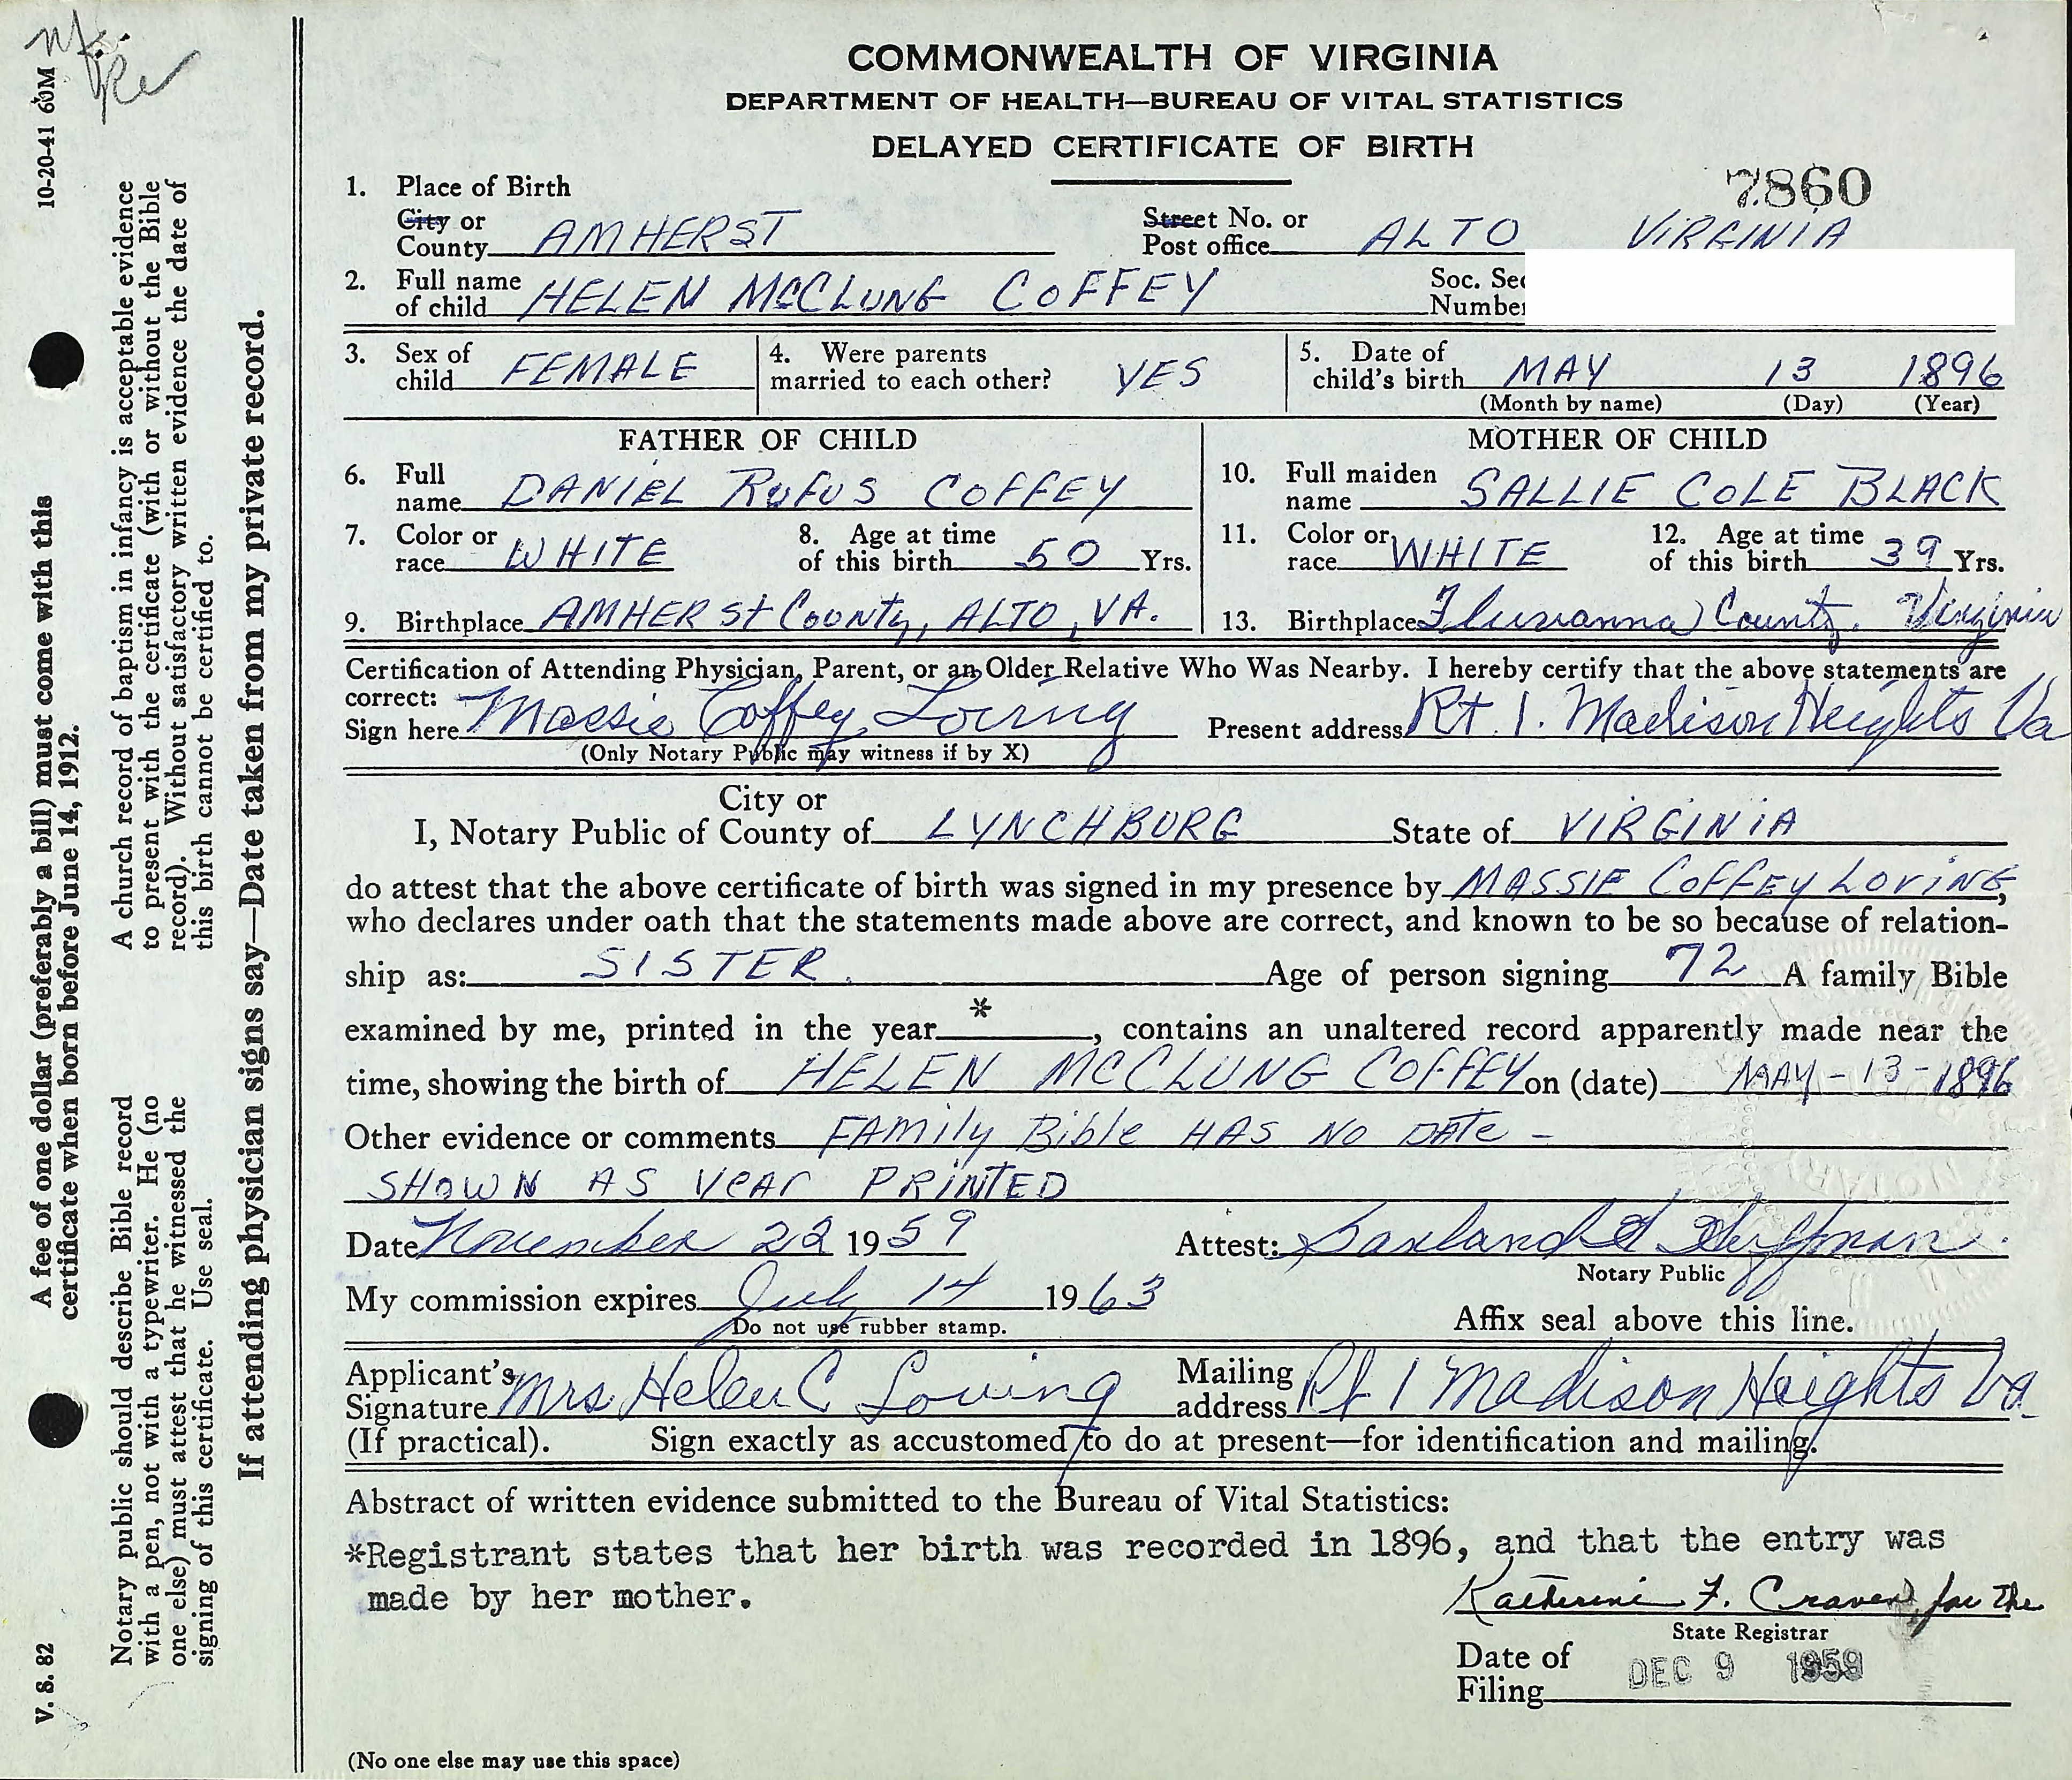 COMMONWEALTH OF VIRGINIA
DEPARTMENT OF HEALTH—BUREAU OF VITAL STATISTICS
DELAYED CERTIFICATE OF BIRTH
7860
1. Place of Birth
City or County AMHERST Street No. or Post office ALTO VIRGINIA
2. Full name of child HELEN McCLUNG COFFEY Soc. Sec Number
3. Sex of child FEMALE 4. Were parents married to each other? YES 5. Date of child's birth MAY 13 1896
(Month by name) (Day) (Year)
FATHER OF CHILD
6. Full name DANIEL RUFUS COFFEY
7. Color or race WHITE 8. Age at time of this birth 50 Yrs.
9. Birthplace AMHERSt County, ALTO, VA.
MOTHER OF CHILD
10. Full maiden name SALLIE COLE BLACK
11. Color or race WHITE 12. Age at time of this birth 39 Yrs.
13. Birthplace Fluvanna County. Virginia
Certification of Attending Physician, Parent, or an Older Relative Who Was Nearby. I hereby certify that the above statements are
correct:
Sign here Massie Coffey Loving Present address Rt. 1. Madison Heights Va
(Only Notary Public may witness if by X)
City or
I, Notary Public of County of LYNCHBURG State of VIRGINIA
do attest that the above certificate of birth was signed in my presence by MASSIE COFFEY LOVING,
who declares under oath that the statements made above are correct, and known to be so because of relation-
ship as: SISTER. Age of person signing 72 A family Bible
examined by me, printed in the year *, contains an unaltered record apparently made near the
time, showing the birth of HELEN McCLUNG COFFEY on (date) MAY-13-1896
Other evidence or comments FAMily Bible HAS NO DATe -
SHOWN AS YeAr PRINTED
Date November 22 1959 Attest: Garland H Huffman.
Notary Public
My commission expires July 14 1963
Do not use rubber stamp.
Affix seal above this line.
Applicant's Signature Mrs Helen C Loving Mailing address Rt 1 Madison Heights Va.
(If practical). Sign exactly as accustomed to do at present—for identification and mailing.
Abstract of written evidence submitted to the Bureau of Vital Statistics:
*Registrant states that her birth was recorded in 1896, and that the entry was
made by her mother.
Katherine F. Craven, for the
State Registrar
Date of Filing DEC 9 1959
(No one else may use this space)
V. S. 82 10-20-41 60M
A fee of one dollar (preferably a bill) must come with this
certificate when born before June 14, 1912.
Notary public should describe Bible record
with a pen, not with a typewriter. He (no
one else) must attest that he witnessed the
signing of this certificate. Use seal.
A church record of baptism in infancy is acceptable evidence
to present with the certificate (with or without the Bible
record). Without satisfactory written evidence the date of
this birth cannot be certified to.
If attending physician signs say—Date taken from my private record.